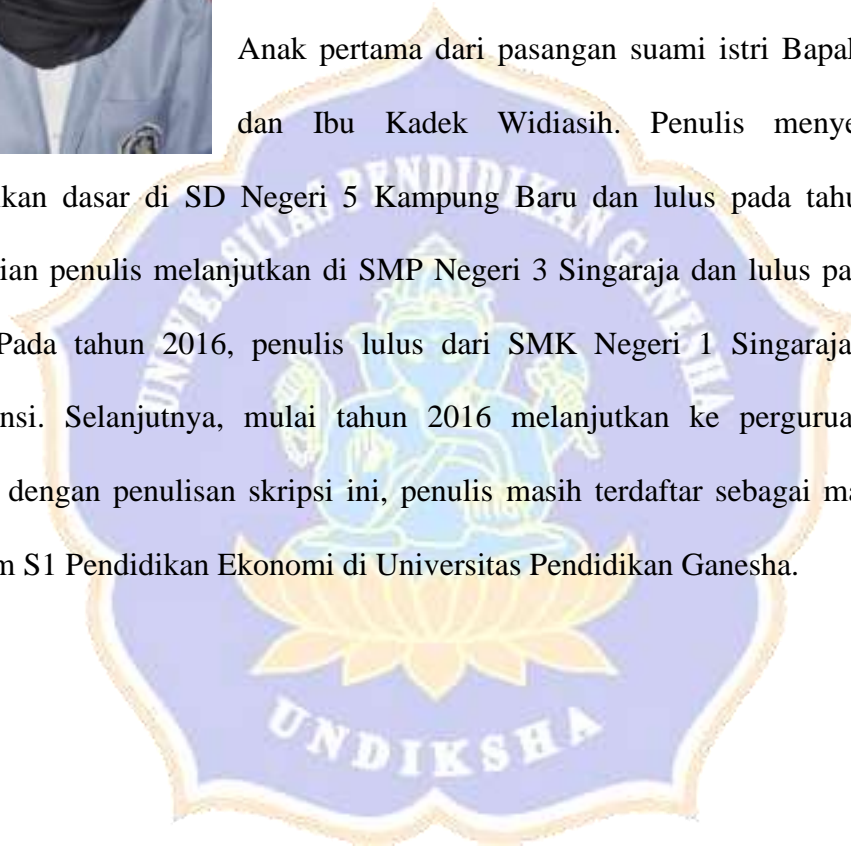 Anak pertama dari pasangan suami istri Bapak
dan Ibu Kadek Widiasih. Penulis menye
kan dasar di SD Negeri 5 Kampung Baru dan lulus pada tahu
ian penulis melanjutkan di SMP Negeri 3 Singaraja dan lulus pa
Pada tahun 2016, penulis lulus dari SMK Negeri 1 Singaraja
nsi. Selanjutnya, mulai tahun 2016 melanjutkan ke pergurua
dengan penulisan skripsi ini, penulis masih terdaftar sebagai ma
m S1 Pendidikan Ekonomi di Universitas Pendidikan Ganesha.
UNIVERSITAS PENDIDIKAN GANESHA
UNDIKSHA